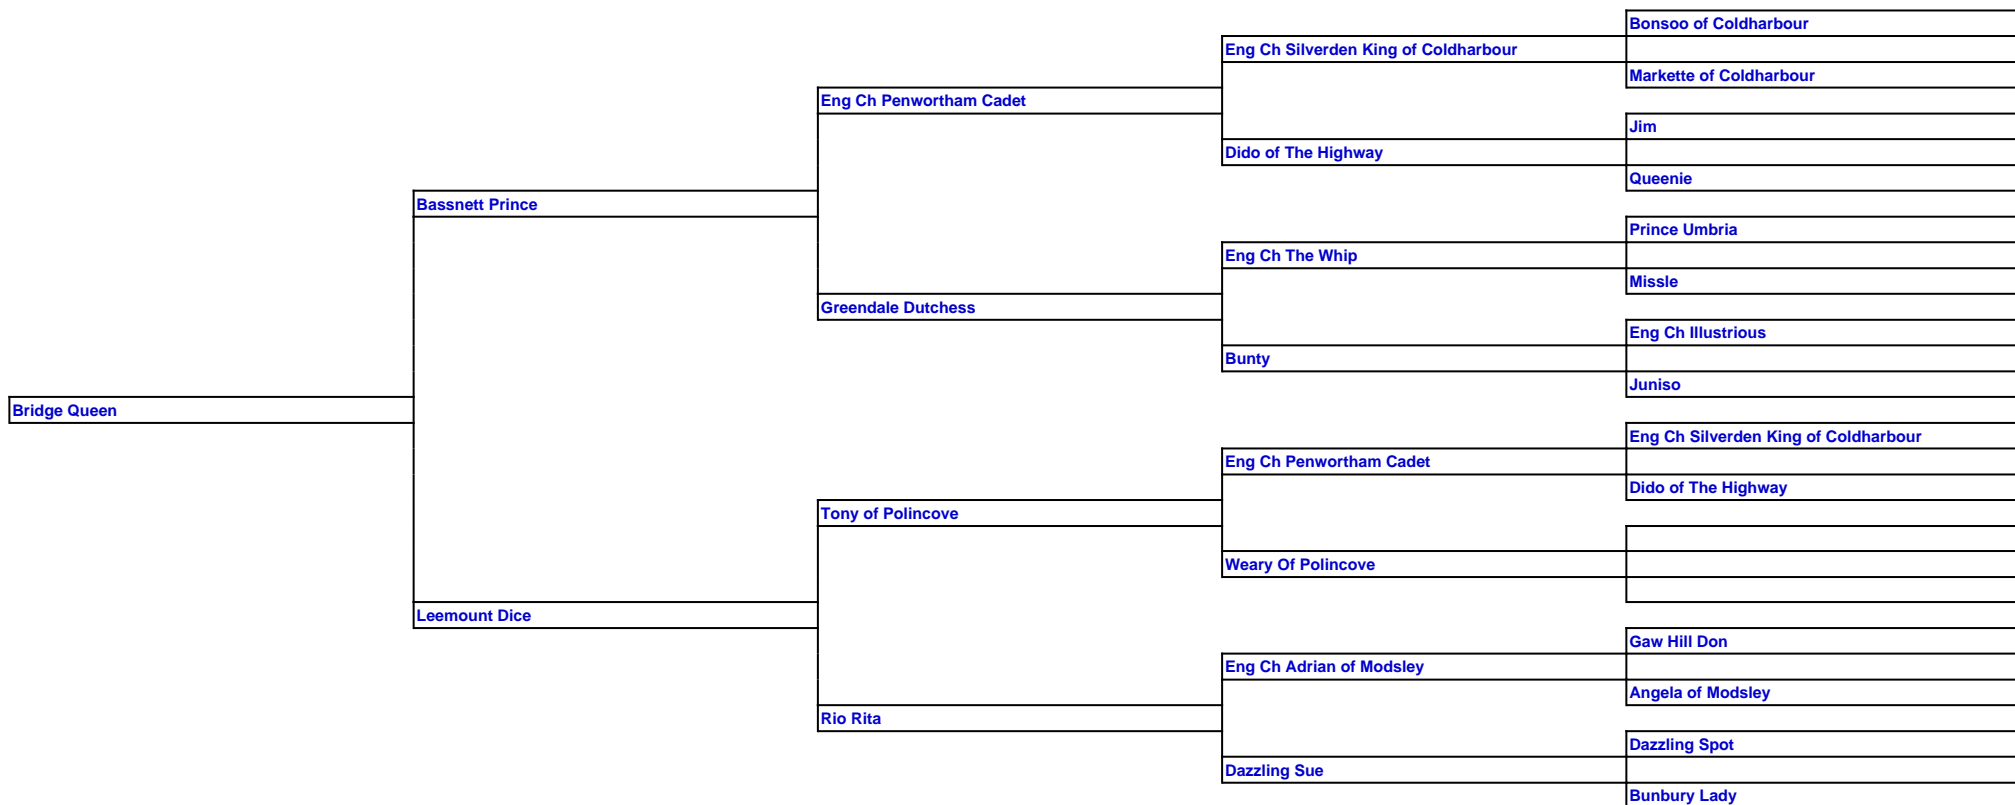 Bonsoo of Coldharbour
Eng Ch Silverden King of Coldharbour
Markette of Coldharbour
Eng Ch Penwortham Cadet
Jim
Dido of The Highway
Queenie
Bassnett Prince
Prince Umbria
Eng Ch The Whip
Missle
Greendale Dutchess
Eng Ch Illustrious
Bunty
Juniso
Bridge Queen
Eng Ch Silverden King of Coldharbour
Eng Ch Penwortham Cadet
Dido of The Highway
Tony of Polincove
Weary Of Polincove
Leemount Dice
Gaw Hill Don
Eng Ch Adrian of Modsley
Angela of Modsley
Rio Rita
Dazzling Spot
Dazzling Sue
Bunbury Lady